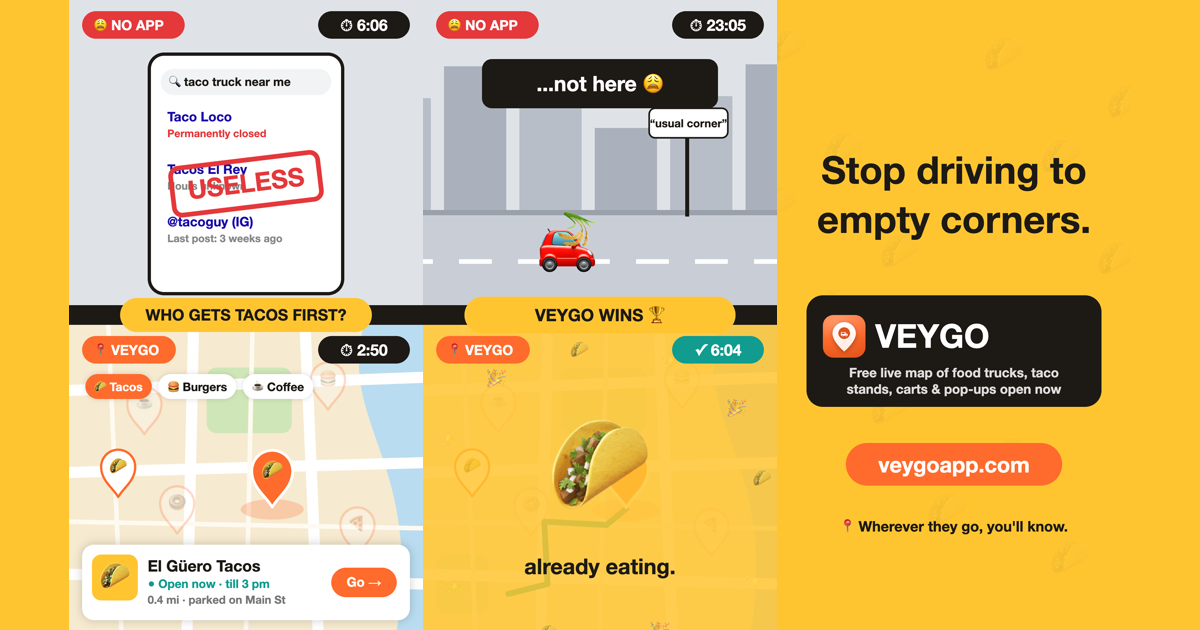 😩 NO APP
⏱ 6:06
🔍 taco truck near me
Taco Loco
Permanently closed
Tacos El Rey
Hours unknown
USELESS
@tacoguy (IG)
Last post: 3 weeks ago
😩 NO APP
⏱ 23:05
...not here 😩
“usual corner”
WHO GETS TACOS FIRST?
VEYGO WINS 🏆
📍 VEYGO
⏱ 2:50
🌮 Tacos
🍔 Burgers
☕ Coffee
El Güero Tacos
• Open now · till 3 pm
0.4 mi · parked on Main St
Go →
📍 VEYGO
✓ 6:04
already eating.
Stop driving to
empty corners.
VEYGO
Free live map of food trucks, taco
stands, carts & pop-ups open now
veygoapp.com
📍 Wherever they go, you'll know.